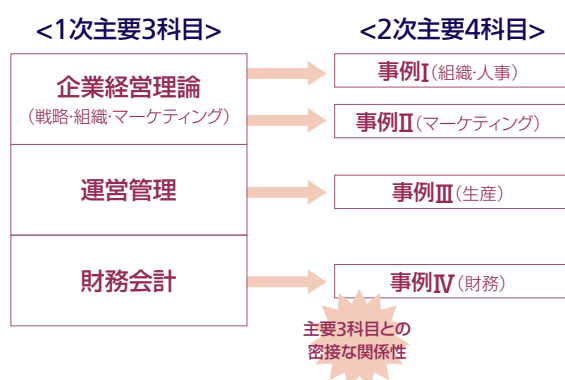 <1次主要3科目>
<2次主要4科目>
企業経営理論
(戦略・組織・マーケティング)
事例Ⅰ(組織・人事)
事例Ⅱ(マーケティング)
運営管理
事例Ⅲ(生産)
財務会計
事例Ⅳ(財務)
主要3科目との
密接な関係性